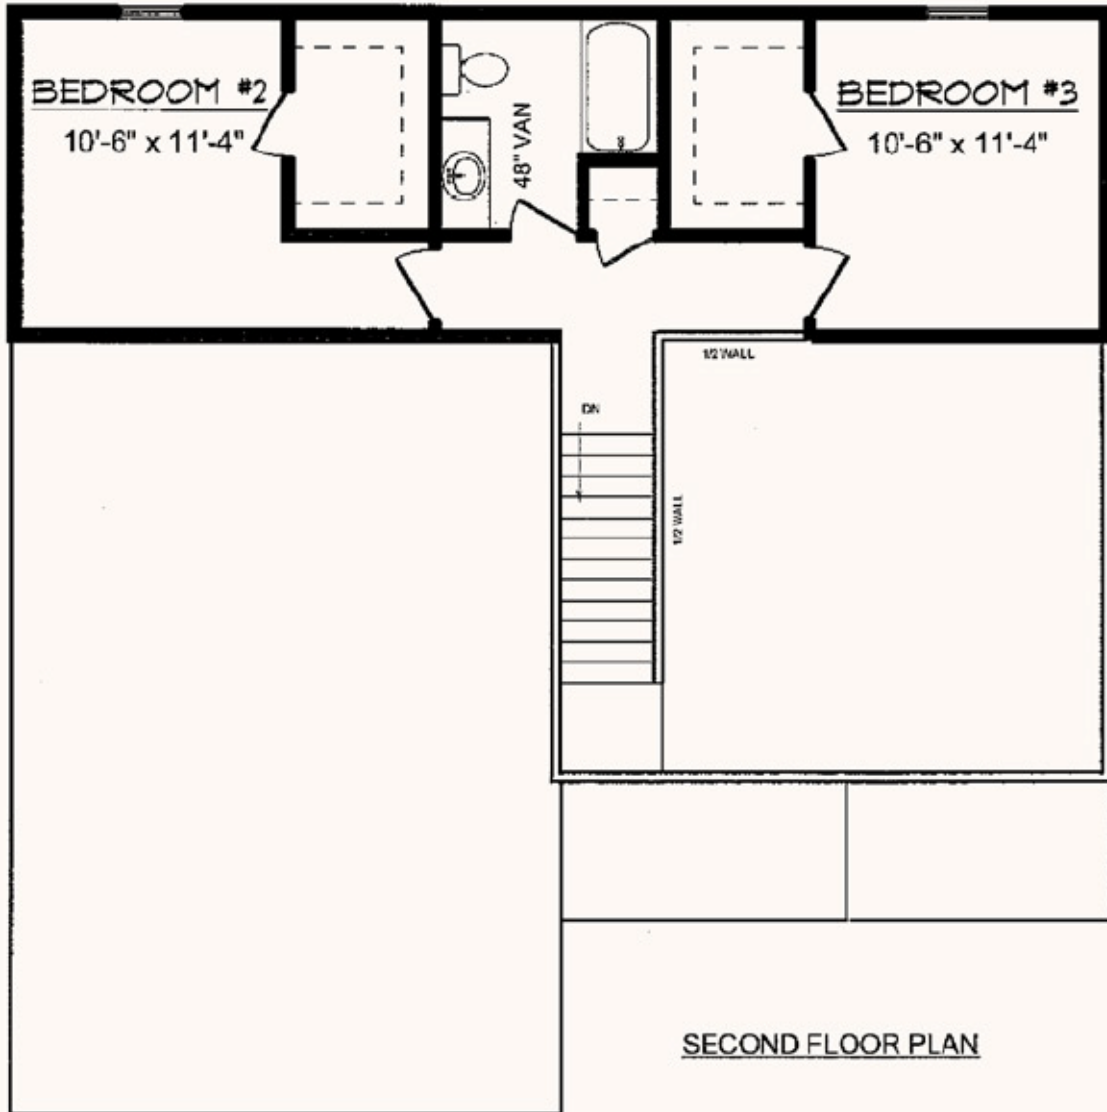 BEDROOM #2
10'-6" x 11'-4"
48" VAN
BEDROOM #3
10'-6" x 11'-4"
1/2 WALL
DN
1/2 WALL
SECOND FLOOR PLAN